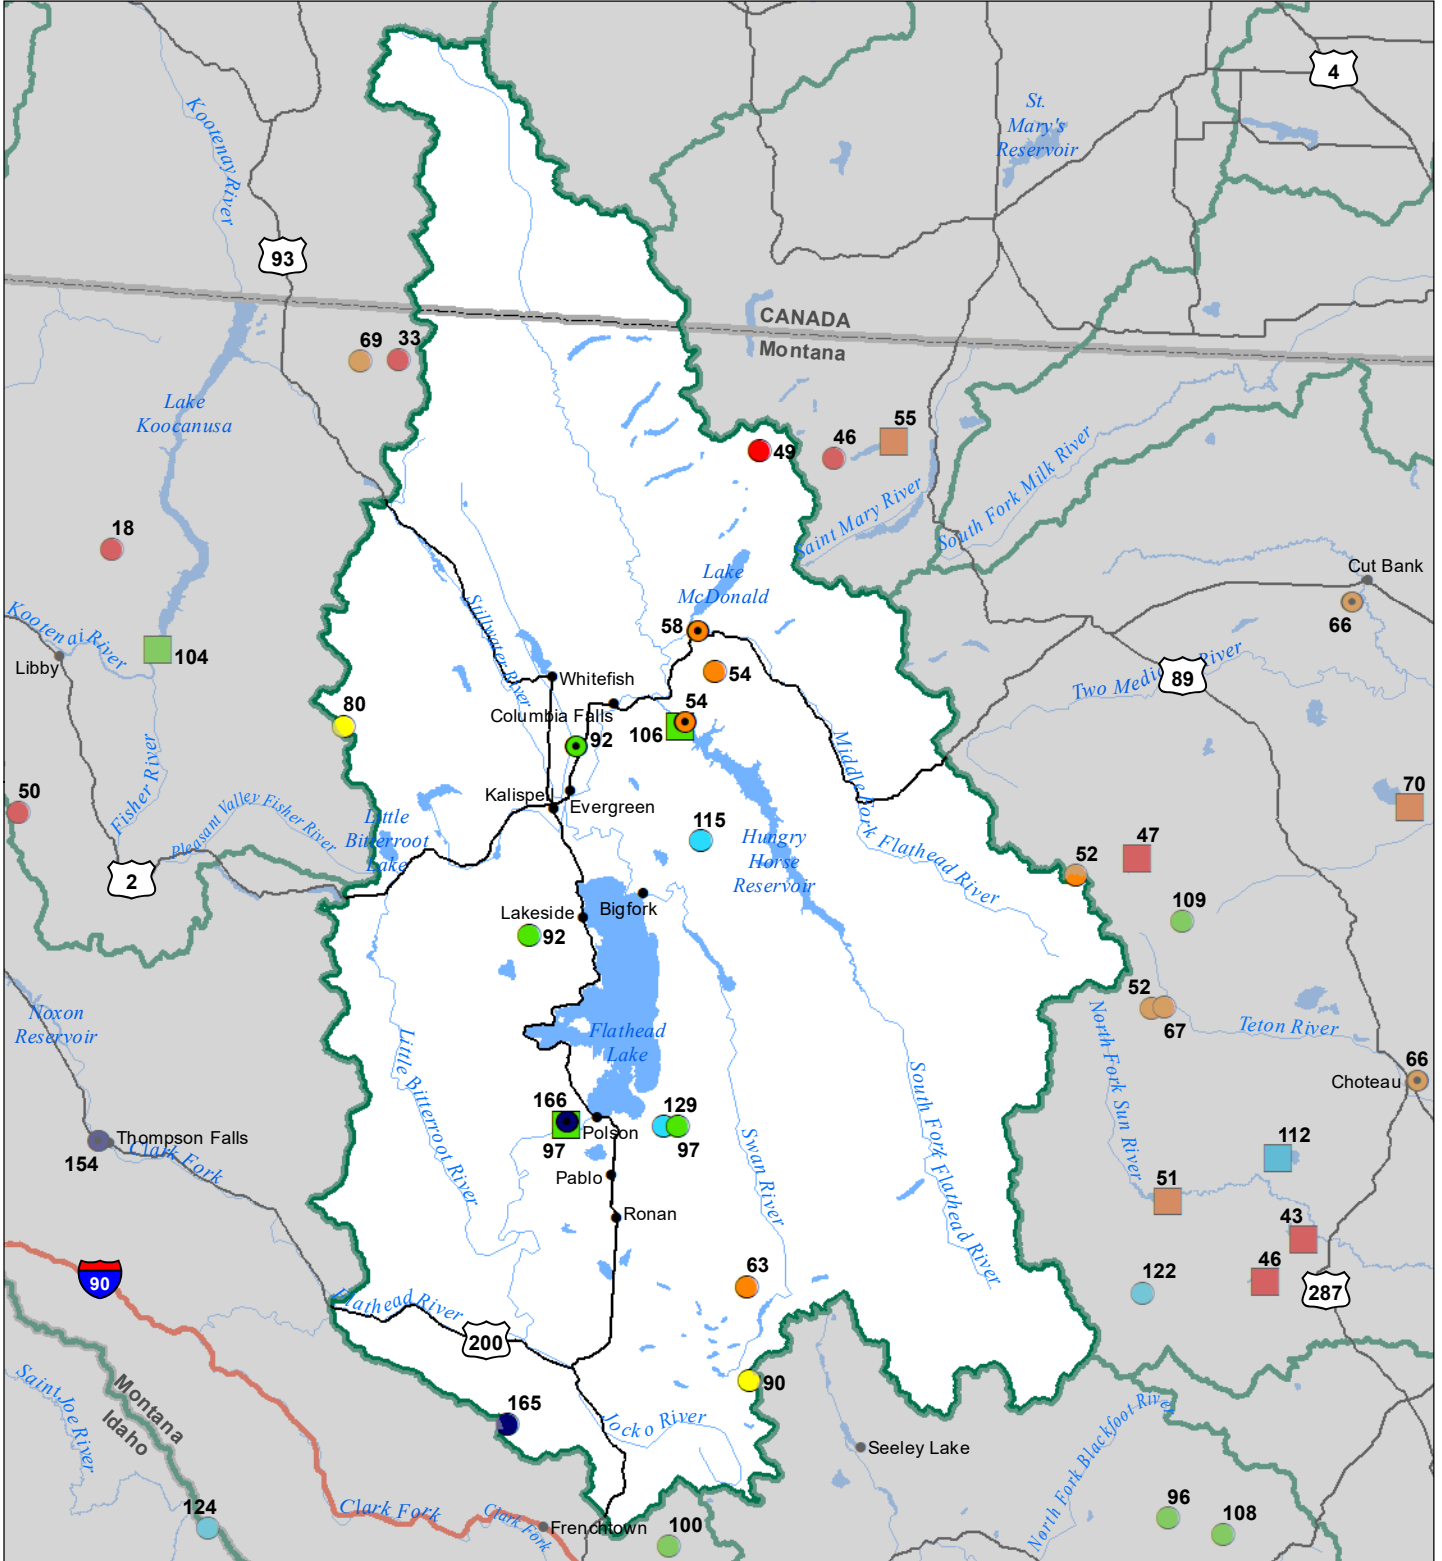 4
St.
Mary's
Reservoir
Kootenay River
93
CANADA
Montana
69
33
Lake
Koocanusa
55
46
49
South Fork Milk River
Saint Mary River
18
Cut Bank
66
Lake
McDonald
58
Kootenai River
Libby
104
Stillwater River
Whitefish
54
Two Medicine River
89
80
Columbia Falls
54
106
92
Middle Fork Flathead River
Fisher River
50
Pleasant Valley Fisher River
Kalispell
Evergreen
70
Little
Bitterroot
Lake
115
Hungry
Horse
Reservoir
47
52
2
109
Lakeside
Bigfork
92
Noxon
Reservoir
52
67
Teton River
North Fork Sun River
Flathead
Lake
Little Bitterroot River
66
Choteau
South Fork Flathead River
166
97
Polson
129
97
Thompson Falls
154
Clark Fork
Swan River
112
Pablo
51
Ronan
43
46
122
287
90
63
Flathead River
200
90
Saint Joe River
Montana
Idaho
165
Jocko River
Seeley Lake
North Fork Blackfoot River
124
Clark Fork
Clark Fork
Frenchtown
100
96
108